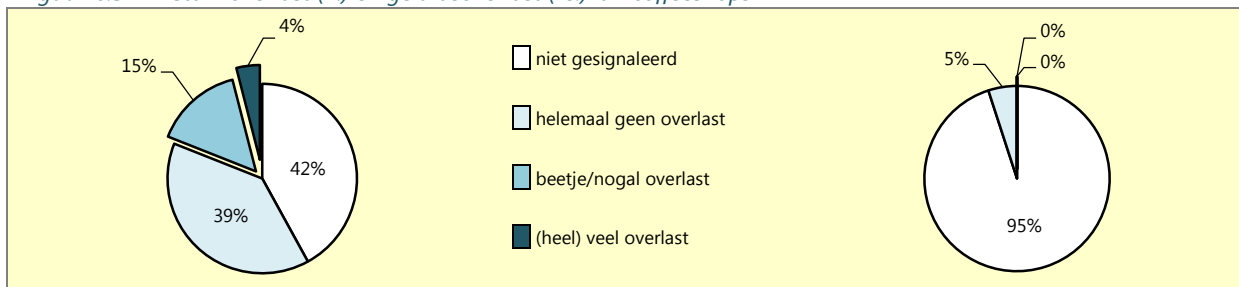 4%
15%
42%
39%
niet gesignaleerd
helemaal geen overlast
beetje/nogal overlast
(heel) veel overlast
0%
5%
0%
95%